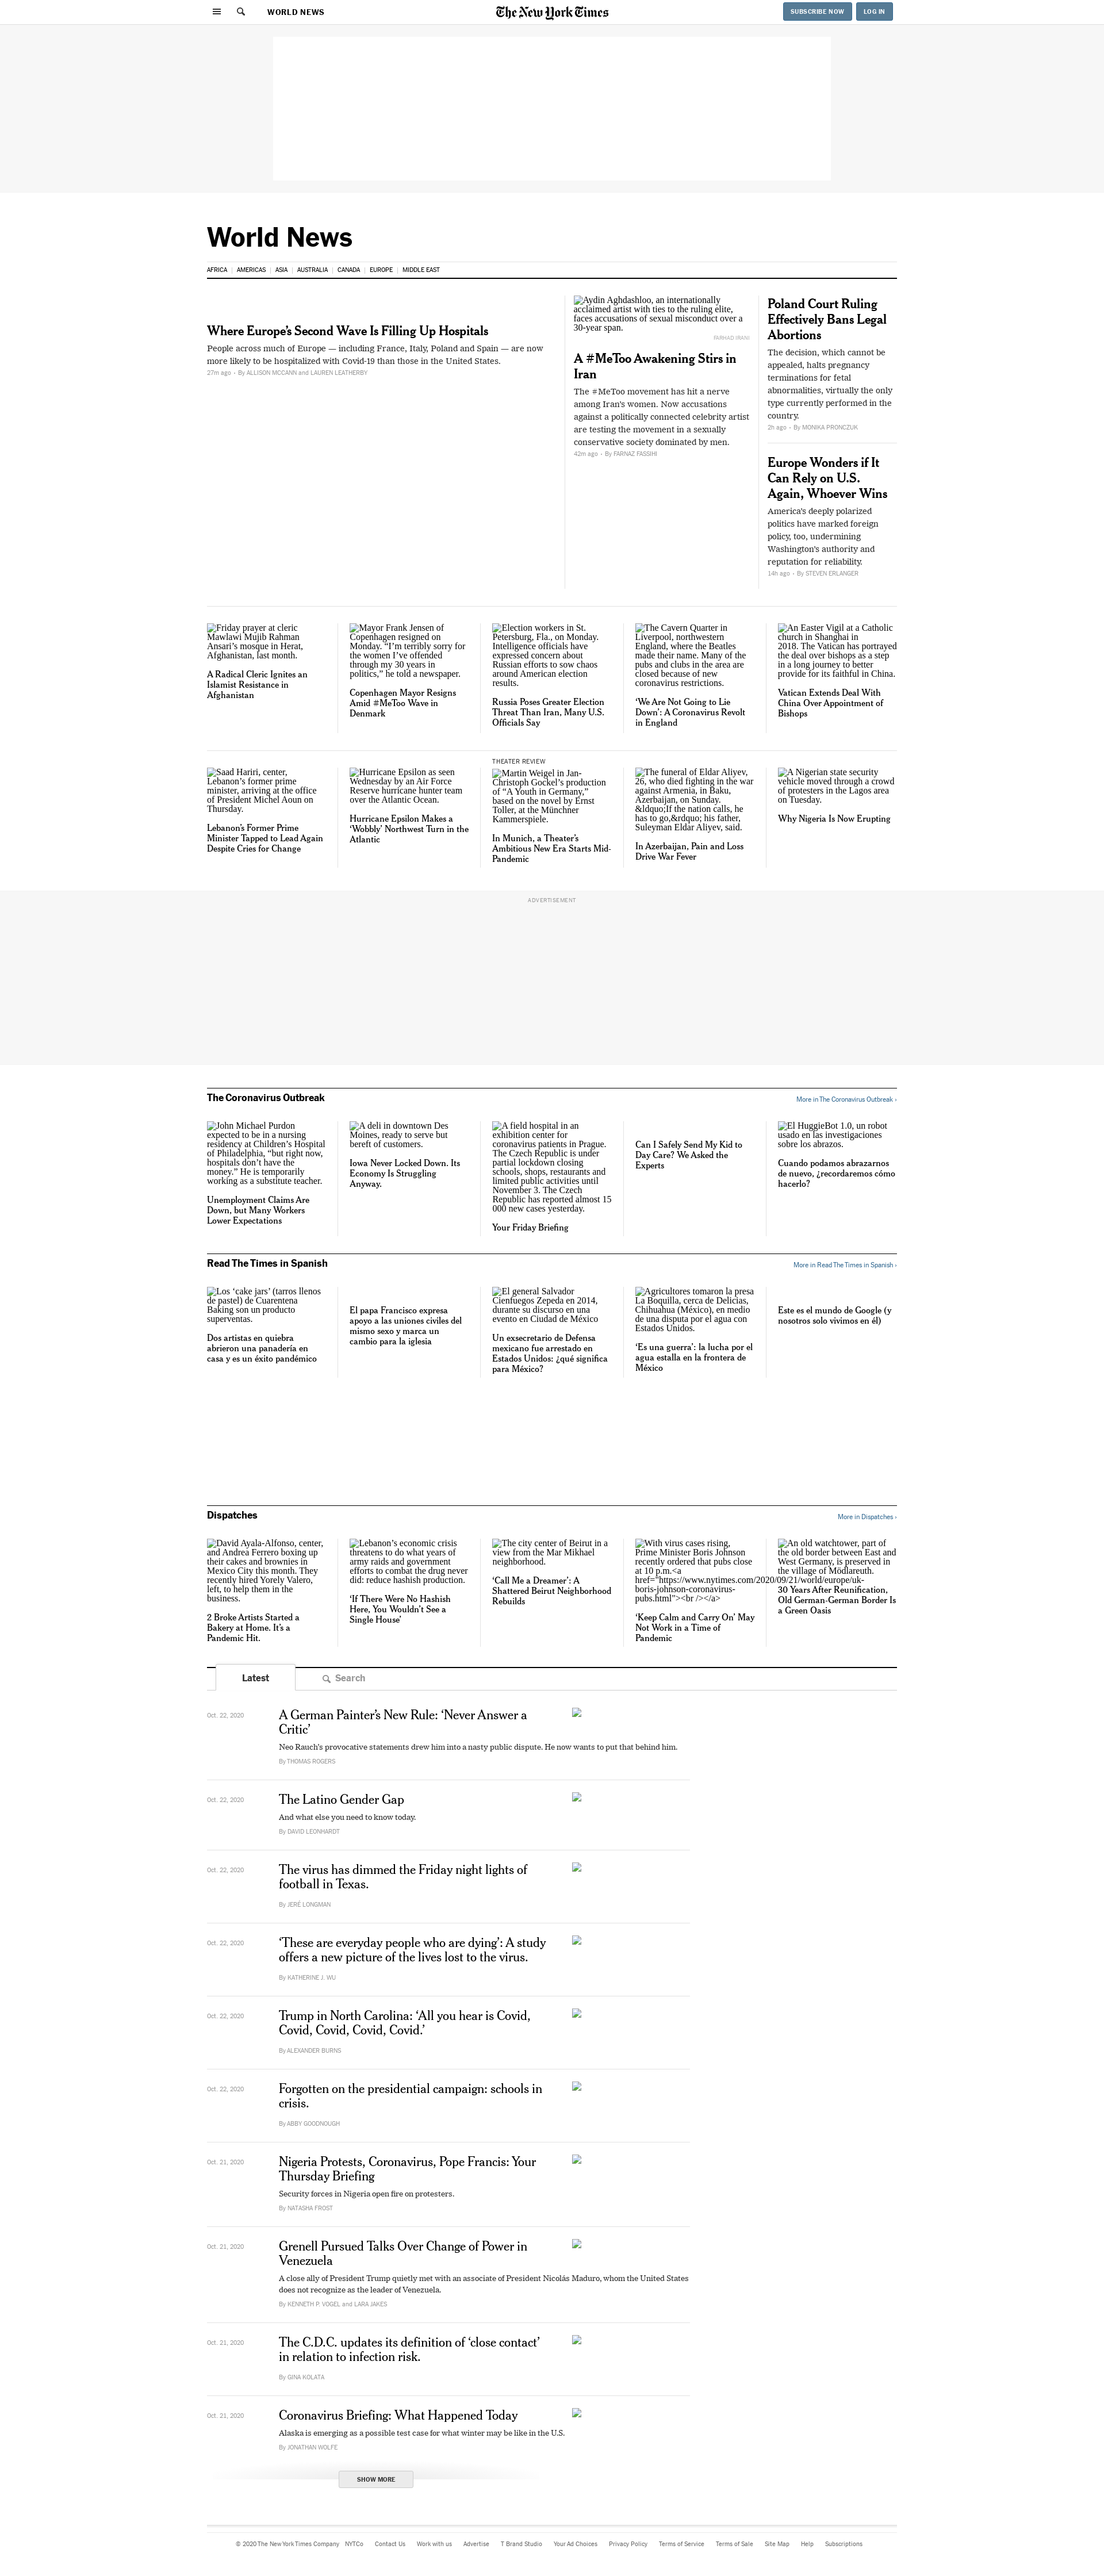 WORLD NEWS
The New York Times
SUBSCRIBE NOW
LOG IN
World News
AFRICA
AMERICAS
ASIA
AUSTRALIA
CANADA
EUROPE
MIDDLE EAST
Where Europe’s Second Wave Is Filling Up Hospitals
People across much of Europe — including France, Italy, Poland and Spain — are now
more likely to be hospitalized with Covid-19 than those in the United States.
27m ago - By ALLISON MCCANN and LAUREN LEATHERBY
Aydin Aghdashloo, an internationally
acclaimed artist with ties to the ruling elite,
faces accusations of sexual misconduct over a
30-year span.
FARHAD IRANI
A #MeToo Awakening Stirs in
Iran
The #MeToo movement has hit a nerve
among Iran’s women. Now accusations
against a politically connected celebrity artist
are testing the movement in a sexually
conservative society dominated by men.
42m ago - By FARNAZ FASSIHI
Poland Court Ruling
Effectively Bans Legal
Abortions
The decision, which cannot be
appealed, halts pregnancy
terminations for fetal
abnormalities, virtually the only
type currently performed in the
country.
2h ago - By MONIKA PRONCZUK
Europe Wonders if It
Can Rely on U.S.
Again, Whoever Wins
America’s deeply polarized
politics have marked foreign
policy, too, undermining
Washington’s authority and
reputation for reliability.
14h ago - By STEVEN ERLANGER
Friday prayer at cleric
Mawlawi Mujib Rahman
Ansari’s mosque in Herat,
Afghanistan, last month.
A Radical Cleric Ignites an
Islamist Resistance in
Afghanistan
Mayor Frank Jensen of
Copenhagen resigned on
Monday. “I’m terribly sorry for
the women I’ve offended
through my 30 years in
politics,” he told a newspaper.
Copenhagen Mayor Resigns
Amid #MeToo Wave in
Denmark
Election workers in St.
Petersburg, Fla., on Monday.
Intelligence officials have
expressed concern about
Russian efforts to sow chaos
around American election
results.
Russia Poses Greater Election
Threat Than Iran, Many U.S.
Officials Say
The Cavern Quarter in
Liverpool, northwestern
England, where the Beatles
made their name. Many of the
pubs and clubs in the area are
closed because of new
coronavirus restrictions.
‘We Are Not Going to Lie
Down’: A Coronavirus Revolt
in England
An Easter Vigil at a Catholic
church in Shanghai in
2018. The Vatican has portrayed
the deal over bishops as a step
in a long journey to better
provide for its faithful in China.
Vatican Extends Deal With
China Over Appointment of
Bishops
Saad Hariri, center,
Lebanon’s former prime
minister, arriving at the office
of President Michel Aoun on
Thursday.
Lebanon’s Former Prime
Minister Tapped to Lead Again
Despite Cries for Change
Hurricane Epsilon as seen
Wednesday by an Air Force
Reserve hurricane hunter team
over the Atlantic Ocean.
Hurricane Epsilon Makes a
‘Wobbly’ Northwest Turn in the
Atlantic
THEATER REVIEW
Martin Weigel in Jan-
Christoph Gockel’s production
of “A Youth in Germany,”
based on the novel by Ernst
Toller, at the Münchner
Kammerspiele.
In Munich, a Theater’s
Ambitious New Era Starts Mid-
Pandemic
The funeral of Eldar Aliyev,
26, who died fighting in the war
against Armenia, in Baku,
Azerbaijan, on Sunday.
&ldquo;If the nation calls, he
has to go,&rdquo; his father,
Suleyman Eldar Aliyev, said.
In Azerbaijan, Pain and Loss
Drive War Fever
A Nigerian state security
vehicle moved through a crowd
of protesters in the Lagos area
on Tuesday.
Why Nigeria Is Now Erupting
ADVERTISEMENT
The Coronavirus Outbreak
More in The Coronavirus Outbreak ›
John Michael Purdon
expected to be in a nursing
residency at Children’s Hospital
of Philadelphia, “but right now,
hospitals don’t have the
money.” He is temporarily
working as a substitute teacher.
Unemployment Claims Are
Down, but Many Workers
Lower Expectations
A deli in downtown Des
Moines, ready to serve but
bereft of customers.
Iowa Never Locked Down. Its
Economy Is Struggling
Anyway.
A field hospital in an
exhibition center for
coronavirus patients in Prague.
The Czech Republic is under
partial lockdown closing
schools, shops, restaurants and
limited public activities until
November 3. The Czech
Republic has reported almost 15
000 new cases yesterday.
Your Friday Briefing
Can I Safely Send My Kid to
Day Care? We Asked the
Experts
El HuggieBot 1.0, un robot
usado en las investigaciones
sobre los abrazos.
Cuando podamos abrazarnos
de nuevo, ¿recordaremos cómo
hacerlo?
Read The Times in Spanish
More in Read The Times in Spanish ›
Los ‘cake jars’ (tarros llenos
de pastel) de Cuarentena
Baking son un producto
superventas.
Dos artistas en quiebra
abrieron una panadería en
casa y es un éxito pandémico
El papa Francisco expresa
apoyo a las uniones civiles del
mismo sexo y marca un
cambio para la iglesia
El general Salvador
Cienfuegos Zepeda en 2014,
durante su discurso en una
evento en Ciudad de México
Un exsecretario de Defensa
mexicano fue arrestado en
Estados Unidos: ¿qué significa
para México?
Agricultores tomaron la presa
La Boquilla, cerca de Delicias,
Chihuahua (México), en medio
de una disputa por el agua con
Estados Unidos.
‘Es una guerra’: la lucha por el
agua estalla en la frontera de
México
Este es el mundo de Google (y
nosotros solo vivimos en él)
Dispatches
More in Dispatches ›
David Ayala-Alfonso, center,
and Andrea Ferrero boxing up
their cakes and brownies in
Mexico City this month. They
recently hired Yorely Valero,
left, to help them in the
business.
2 Broke Artists Started a
Bakery at Home. It’s a
Pandemic Hit.
Lebanon’s economic crisis
threatens to do what years of
army raids and government
efforts to combat the drug never
did: reduce hashish production.
‘If There Were No Hashish
Here, You Wouldn’t See a
Single House’
The city center of Beirut in a
view from the Mar Mikhael
neighborhood.
‘Call Me a Dreamer’: A
Shattered Beirut Neighborhood
Rebuilds
With virus cases rising,
Prime Minister Boris Johnson
recently ordered that pubs close
at 10 p.m.<a
href="https://www.nytimes.com/2020/09/21/world/europe/uk-
boris-johnson-coronavirus-
pubs.html"><br /></a>
‘Keep Calm and Carry On’ May
Not Work in a Time of
Pandemic
An old watchtower, part of
the old border between East and
West Germany, is preserved in
the village of Mödlareuth.
30 Years After Reunification,
Old German-German Border Is
a Green Oasis
Latest
Search
Oct. 22, 2020
A German Painter’s New Rule: ‘Never Answer a
Critic’
Neo Rauch’s provocative statements drew him into a nasty public dispute. He now wants to put that behind him.
By THOMAS ROGERS
Oct. 22, 2020
The Latino Gender Gap
And what else you need to know today.
By DAVID LEONHARDT
Oct. 22, 2020
The virus has dimmed the Friday night lights of
football in Texas.
By JERÉ LONGMAN
Oct. 22, 2020
‘These are everyday people who are dying’: A study
offers a new picture of the lives lost to the virus.
By KATHERINE J. WU
Oct. 22, 2020
Trump in North Carolina: ‘All you hear is Covid,
Covid, Covid, Covid, Covid.’
By ALEXANDER BURNS
Oct. 22, 2020
Forgotten on the presidential campaign: schools in
crisis.
By ABBY GOODNOUGH
Oct. 21, 2020
Nigeria Protests, Coronavirus, Pope Francis: Your
Thursday Briefing
Security forces in Nigeria open fire on protesters.
By NATASHA FROST
Oct. 21, 2020
Grenell Pursued Talks Over Change of Power in
Venezuela
A close ally of President Trump quietly met with an associate of President Nicolás Maduro, whom the United States
does not recognize as the leader of Venezuela.
By KENNETH P. VOGEL and LARA JAKES
Oct. 21, 2020
The C.D.C. updates its definition of ‘close contact’
in relation to infection risk.
By GINA KOLATA
Oct. 21, 2020
Coronavirus Briefing: What Happened Today
Alaska is emerging as a possible test case for what winter may be like in the U.S.
By JONATHAN WOLFE
SHOW MORE
© 2020 The New York Times Company
NYTCo
Contact Us
Work with us
Advertise
T Brand Studio
Your Ad Choices
Privacy Policy
Terms of Service
Terms of Sale
Site Map
Help
Subscriptions